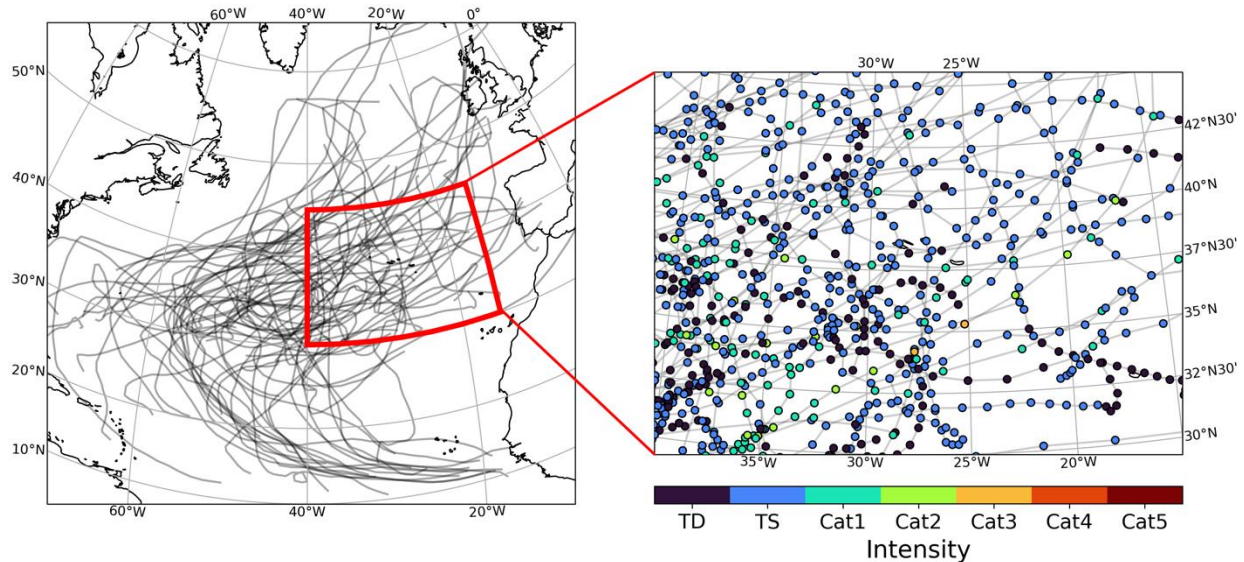 60°W 40°W 20°W 0°
50°N
40°N
30°N
20°N
10°N
60°W 40°W 20°W
30°W 25°W
42°N30'
40°N
37°N30'
35°N
32°N30'
30°N
35°W 30°W 25°W 20°W
TD TS Cat1 Cat2 Cat3 Cat4 Cat5
Intensity